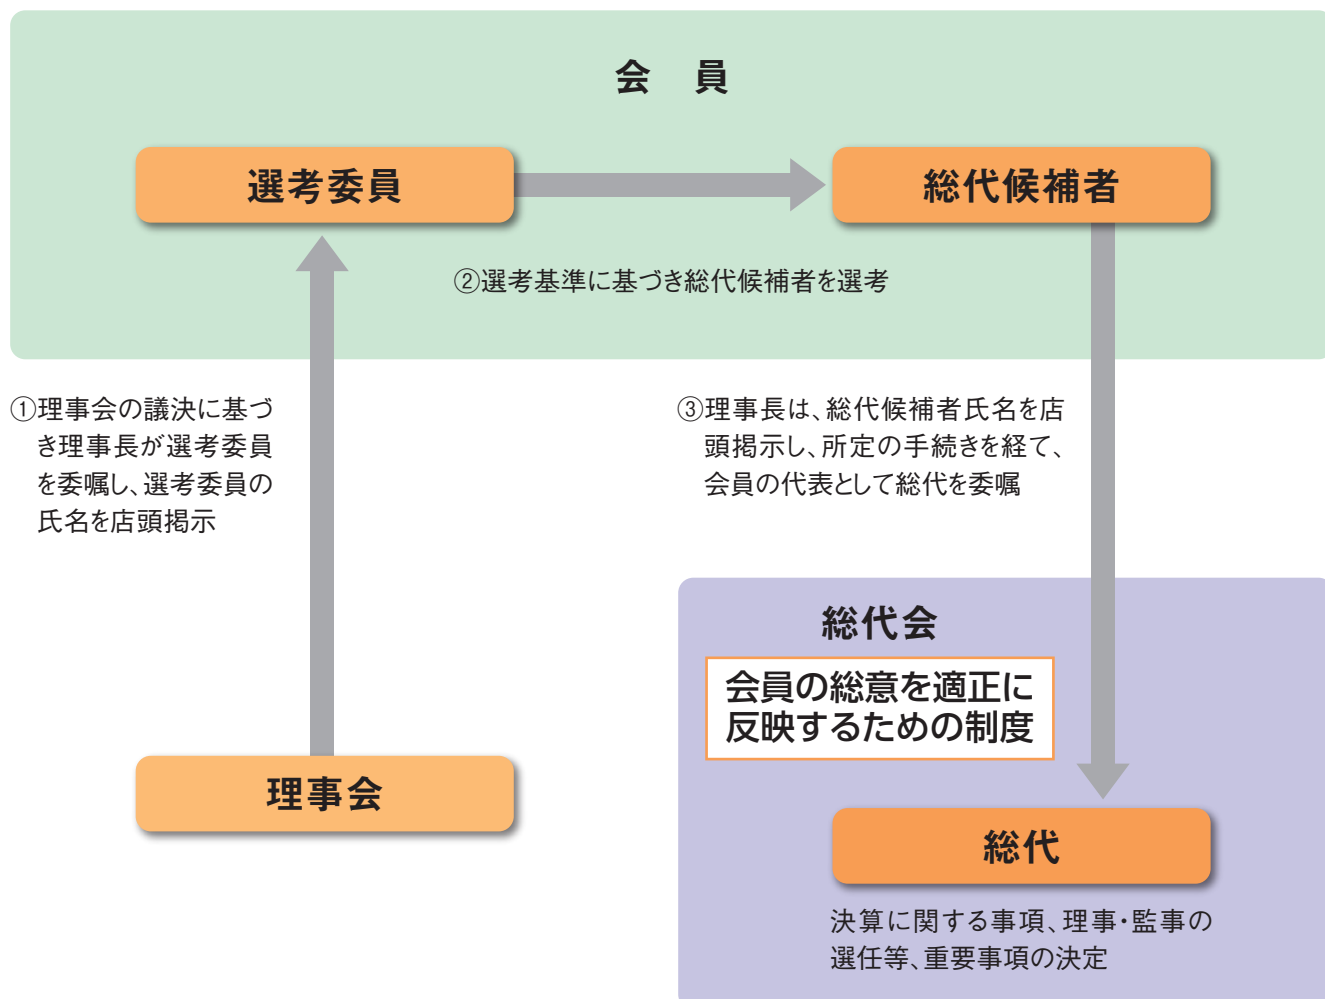 会　員
選考委員
総代候補者
②選考基準に基づき総代候補者を選考
①理事会の議決に基づ
き理事長が選考委員
を委嘱し、選考委員の
氏名を店頭掲示
③理事長は、総代候補者氏名を店
頭掲示し、所定の手続きを経て、
会員の代表として総代を委嘱
総代会
会員の総意を適正に
反映するための制度
理事会
総代
決算に関する事項、理事・監事の
選任等、重要事項の決定